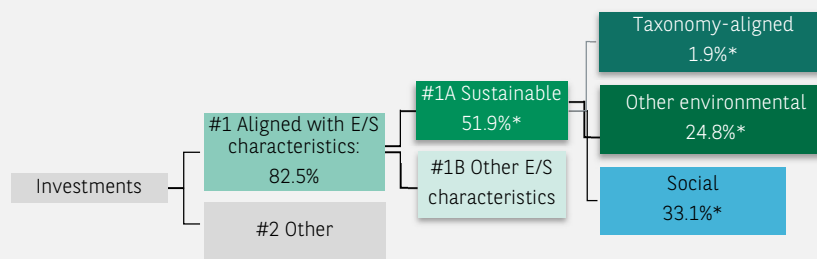 Investments
#1 Aligned with E/S
characteristics:
82.5%
#2 Other
#1A Sustainable
51.9%*
#1B Other E/S
characteristics
Taxonomy-aligned
1.9%*
Other environmental
24.8%*
Social
33.1%*